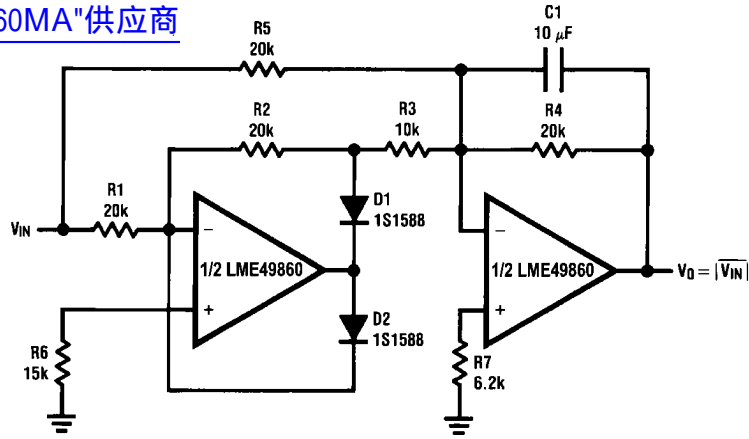 60MA"供应商
C1
10 μF
R5
20k
R2
20k
R3
10k
R4
20k
R1
20k
D1
1S1588
VIN
−
1/2 LME49860
+
−
1/2 LME49860
+
VO = |VIN|
D2
1S1588
R6
15k
R7
6.2k